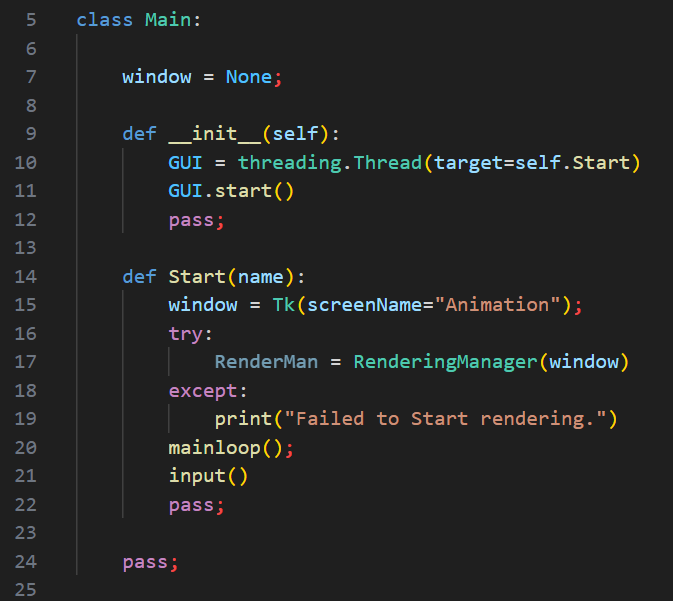 5 class Main:
6
7     window = None;
8
9     def __init__(self):
10         GUI = threading.Thread(target=self.Start)
11         GUI.start()
12         pass;
13
14     def Start(name):
15         window = Tk(screenName="Animation");
16         try:
17             RenderMan = RenderingManager(window)
18         except:
19             print("Failed to Start rendering.")
20         mainloop();
21         input()
22         pass;
23
24     pass;
25